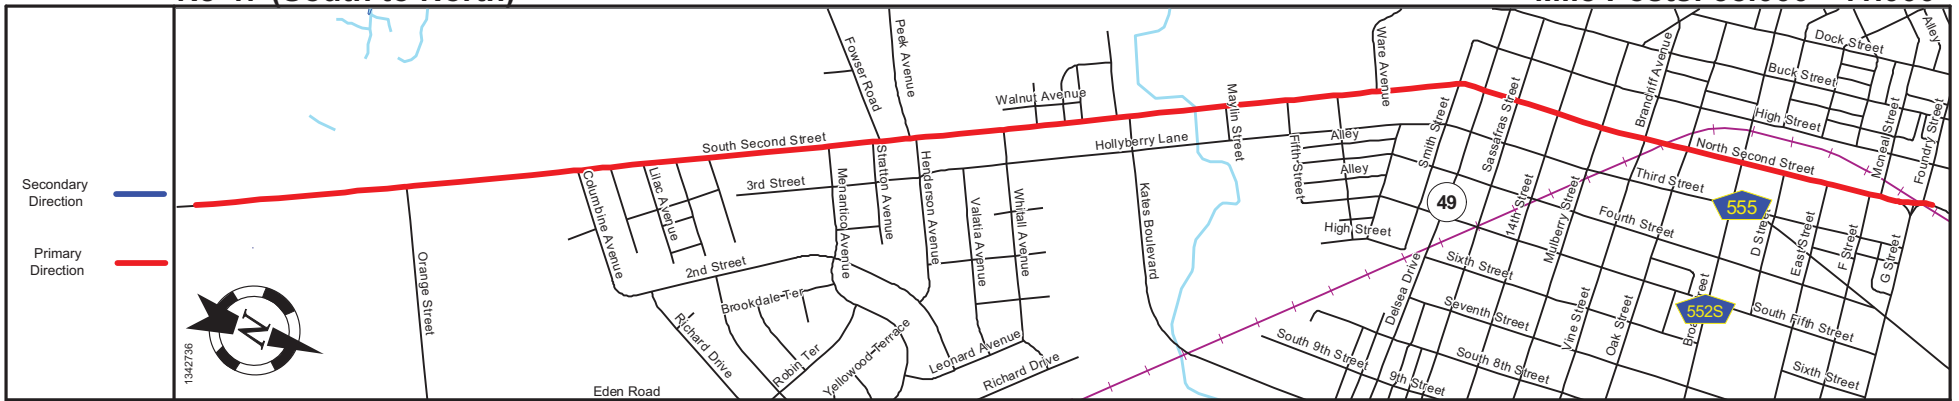 Secondary
Direction
Primary
Direction
1342736
N
Orange Street
Columbine Avenue
Lilac Avenue
South Second Street
3rd Street
2nd Street
Richard Drive
Eden Road
Brookdale Ter
Robin Ter
Yellowood Terrace
Menantico Avenue
Stratton Avenue
Henderson Avenue
Fowser Road
Peek Avenue
Valatia Avenue
Whitall Avenue
Leonard Avenue
Richard Drive
Walnut Avenue
Hollyberry Lane
Kates Boulevard
Maylin Street
Fifth Street
Alley
Alley
High Street
Ware Avenue
Smith Street
49
Delsea Drive
Sassafras Street
14th Street
Mulberry Street
Sixth Street
Seventh Street
South 8th Street
South 9th Street
9th Street
Vine Street
Oak Street
Brandriff Avenue
Third Street
Fourth Street
North Second Street
555
552S
South Fifth Street
Sixth Street
D Street
East Street
F Street
G Street
Dock Street
Buck Street
High Street
Mcneal Street
Foundry Street
Alley